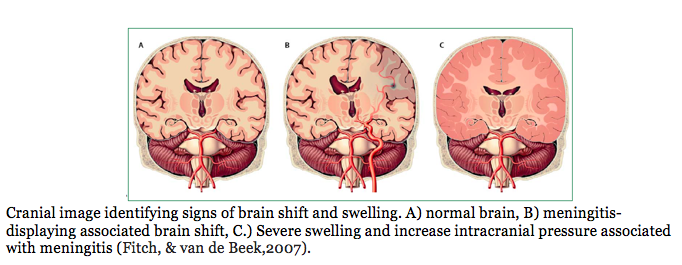 A B C
Cranial image identifying signs of brain shift and swelling. A) normal brain, B) meningitis-
displaying associated brain shift, C.) Severe swelling and increase intracranial pressure associated
with meningitis (Fitch, & van de Beek,2007).